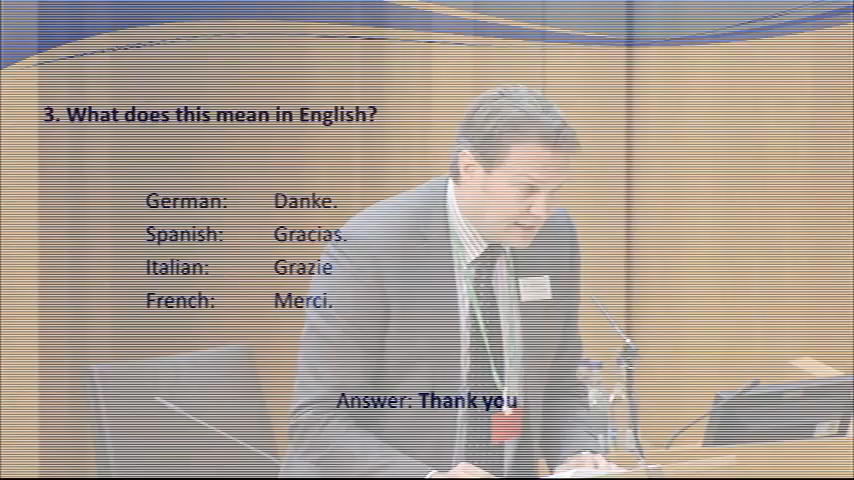 3. What does this mean in English?
German: Danke.
Spanish: Gracias.
Italian: Grazie
French: Merci.
Answer: Thank you